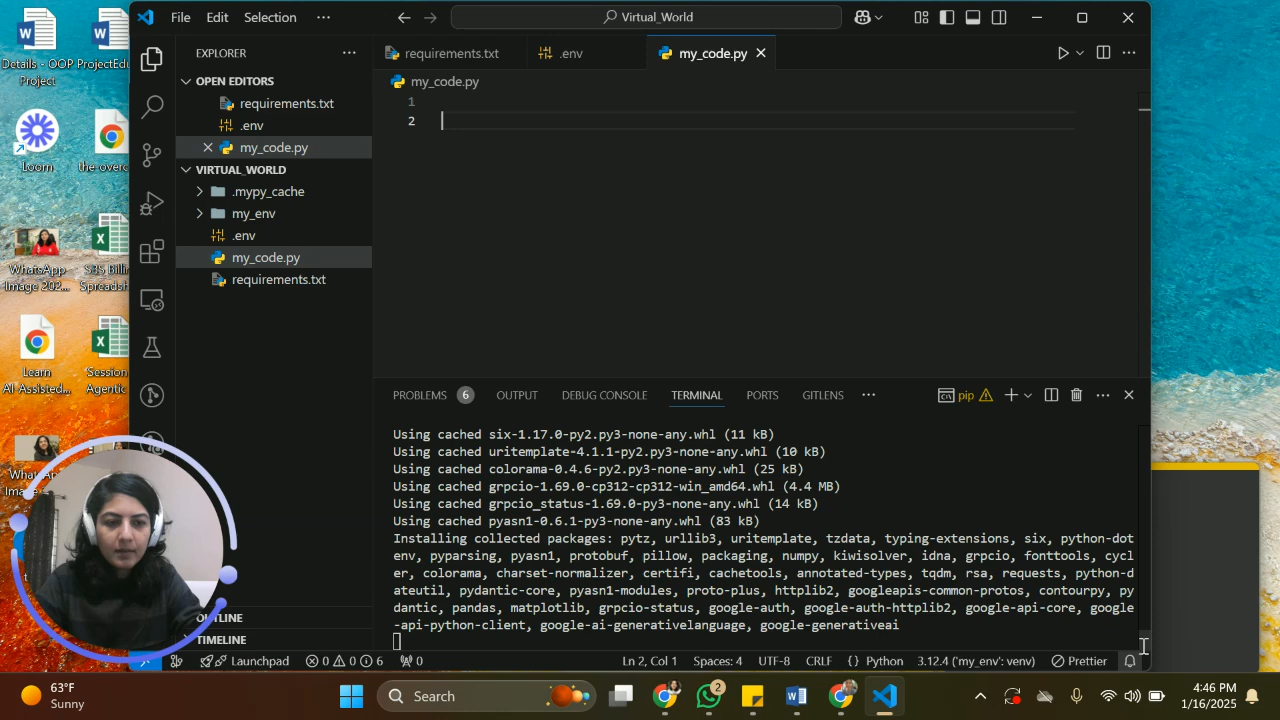 File Edit Selection ···
Virtual_World
Details - OOP Project
ProjectEdu
Loom
the-overc
WhatsApp Image 202...
S3S Billin Spreadsh
Learn AI-Assisted...
Session Agentic
EXPLORER
OPEN EDITORS
requirements.txt
.env
my_code.py
VIRTUAL_WORLD
.mypy_cache
my_env
.env
my_code.py
requirements.txt
OUTLINE
TIMELINE
requirements.txt
.env
my_code.py
my_code.py
1
2
PROBLEMS 6 OUTPUT DEBUG CONSOLE TERMINAL PORTS GITLENS ···
pip
Using cached six-1.17.0-py2.py3-none-any.whl (11 kB)
Using cached uritemplate-4.1.1-py2.py3-none-any.whl (10 kB)
Using cached colorama-0.4.6-py2.py3-none-any.whl (25 kB)
Using cached grpcio-1.69.0-cp312-cp312-win_amd64.whl (4.4 MB)
Using cached grpcio_status-1.69.0-py3-none-any.whl (14 kB)
Using cached pyasn1-0.6.1-py3-none-any.whl (83 kB)
Installing collected packages: pytz, urllib3, uritemplate, tzdata, typing-extensions, six, python-dot
env, pyparsing, pyasn1, protobuf, pillow, packaging, numpy, kiwisolver, idna, grpcio, fonttools, cycl
er, colorama, charset-normalizer, certifi, cachetools, annotated-types, tqdm, rsa, requests, python-d
ateutil, pydantic-core, pyasn1-modules, proto-plus, httplib2, googleapis-common-protos, contourpy, py
dantic, pandas, matplotlib, grpcio-status, google-auth, google-auth-httplib2, google-api-core, google
-api-python-client, google-ai-generativelanguage, google-generativeai
Launchpad 0 0 6 0 Ln 2, Col 1 Spaces: 4 UTF-8 CRLF {} Python 3.12.4 ('my_env': venv) Prettier
63°F
Sunny
Search
2
4:46 PM
1/16/2025